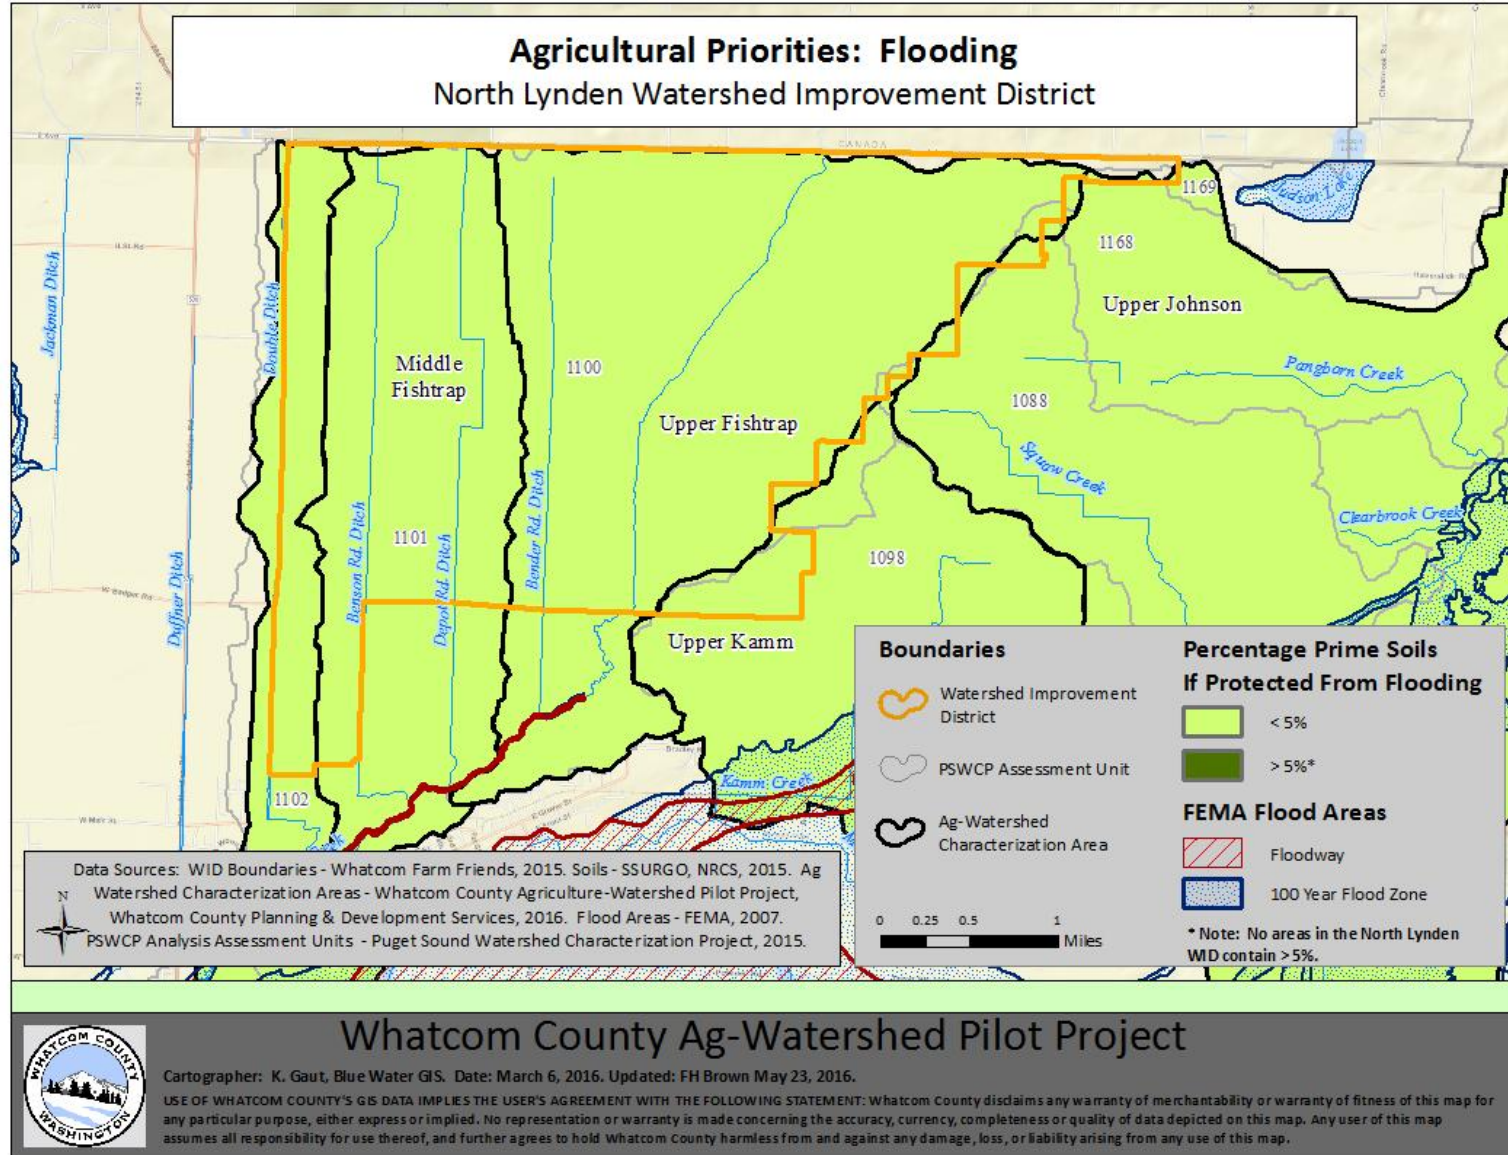 Agricultural Priorities: Flooding
North Lynden Watershed Improvement District
CANADA
1169
Judson Lake
1168
Upper Johnson
Jackman Ditch
Double Ditch
Middle
Fishtrap
1100
Upper Fishtrap
1088
Pangborn Creek
Squaw Creek
Clearbrook Creek
1101
1098
Benson Rd. Ditch
Depot Rd. Ditch
Bender Rd. Ditch
Duffner Ditch
W Badger Rd
Upper Kamm
Kamm Creek
1102
Boundaries
Watershed Improvement
District
PSWCP Assessment Unit
Ag-Watershed
Characterization Area
0 0.25 0.5 1
Miles
Percentage Prime Soils
If Protected From Flooding
< 5%
> 5%*
FEMA Flood Areas
Floodway
100 Year Flood Zone
* Note: No areas in the North Lynden
WID contain > 5%.
Data Sources: WID Boundaries - Whatcom Farm Friends, 2015. Soils - SSURGO, NRCS, 2015. Ag
Watershed Characterization Areas - Whatcom County Agriculture-Watershed Pilot Project,
Whatcom County Planning & Development Services, 2016. Flood Areas - FEMA, 2007.
PSWCP Analysis Assessment Units - Puget Sound Watershed Characterization Project, 2015.
N
Whatcom County Ag-Watershed Pilot Project
WHATCOM COUNTY
WASHINGTON
Cartographer: K. Gaut, Blue Water GIS. Date: March 6, 2016. Updated: FH Brown May 23, 2016.
USE OF WHATCOM COUNTY'S GIS DATA IMPLIES THE USER'S AGREEMENT WITH THE FOLLOWING STATEMENT: Whatcom County disclaims any warranty of merchantability or warranty of fitness of this map for
any particular purpose, either express or implied. No representation or warranty is made concerning the accuracy, currency, completeness or quality of data depicted on this map. Any user of this map
assumes all responsibility for use thereof, and further agrees to hold Whatcom County harmless from and against any damage, loss, or liability arising from any use of this map.